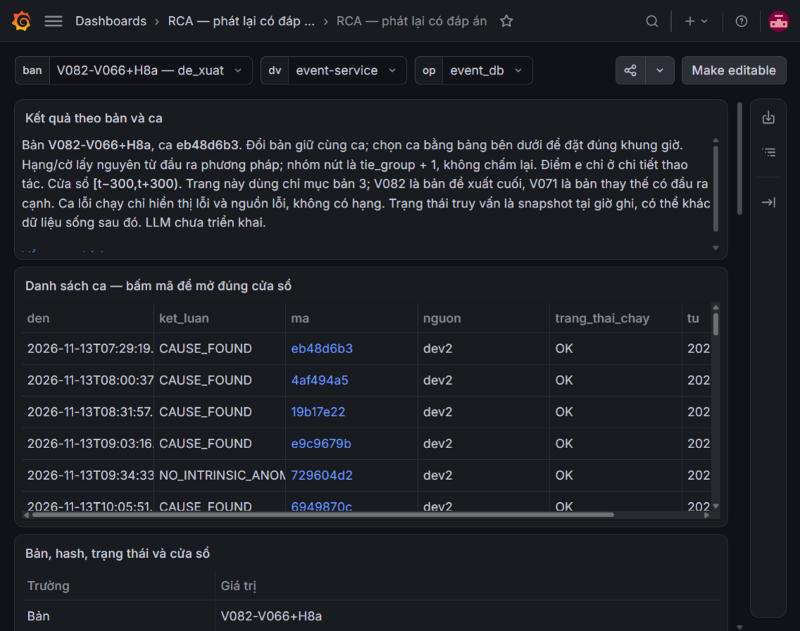 Dashboards › RCA — phát lại có đáp ... › RCA — phát lại có đáp án
ban V082-V066+H8a — de_xuat dv event-service op event_db Make editable
Kết quả theo bản và ca
Bản V082-V066+H8a, ca eb48d6b3. Đổi bản giữ cùng ca; chọn ca bằng bảng bên dưới để đặt đúng khung giờ.
Hạng/cờ lấy nguyên từ đầu ra phương pháp; nhóm nút là tie_group + 1, không chấm lại. Điểm e chỉ ở chi tiết thao
tác. Cửa sổ [t−300,t+300). Trang này dùng chỉ mục bản 3; V082 là bản đề xuất cuối, V071 là bản thay thế có đầu ra
cạnh. Ca lỗi chạy chỉ hiển thị lỗi và nguồn lỗi, không có hạng. Trạng thái truy vấn là snapshot tại giờ ghi, có thể khác
dữ liệu sống sau đó. LLM chưa triển khai.
Danh sách ca — bấm mã để mở đúng cửa sổ
den ket_luan ma nguon trang_thai_chay tu
2026-11-13T07:29:19. CAUSE_FOUND eb48d6b3 dev2 OK 202
2026-11-13T08:00:37 CAUSE_FOUND 4af494a5 dev2 OK 202
2026-11-13T08:31:57. CAUSE_FOUND 19b17e22 dev2 OK 202
2026-11-13T09:03:16. CAUSE_FOUND e9c9679b dev2 OK 202
2026-11-13T09:34:33 NO_INTRINSIC_ANOM 729604d2 dev2 OK 202
2026-11-13T10:05:51. CAUSE_FOUND 6949870c dev2 OK 202
Bản, hash, trạng thái và cửa sổ
Trường Giá trị
Bản V082-V066+H8a